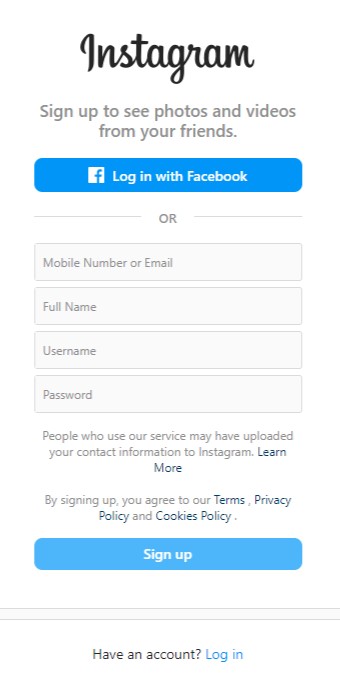 Instagram
Sign up to see photos and videos
from your friends.
Log in with Facebook
OR
Mobile Number or Email
Full Name
Username
Password
People who use our service may have uploaded
your contact information to Instagram. Learn
More
By signing up, you agree to our Terms , Privacy
Policy and Cookies Policy .
Sign up
Have an account? Log in